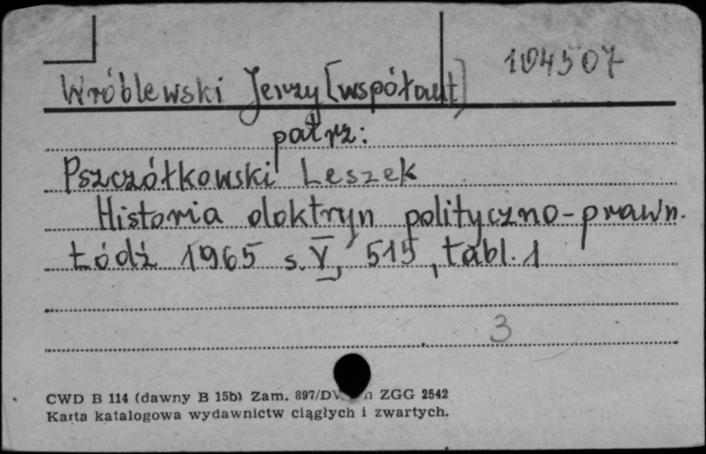 104507
Wróblewski Jerzy [współaut]
patrz:
Pszczółkowski Leszek
Historia doktryn polityczno-prawn.
Łódź 1965 s. V, 515, tabl. 1
3
CWD B 114 (dawny B 15b) Zam. 897/D ZGG 2542
Karta katalogowa wydawnictw ciągłych i zwartych.